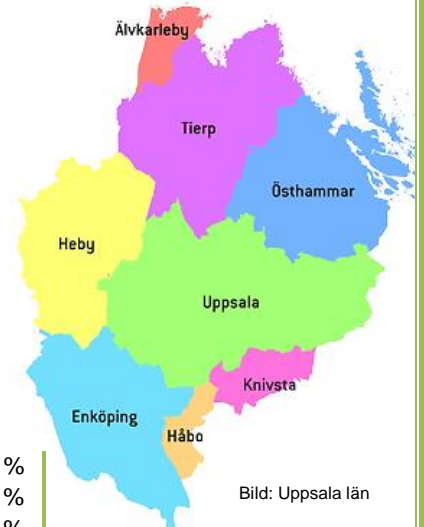 Älvkarleby
Tierp
Östhammar
Heby
Uppsala
Knivsta
Enköping
Håbo
%
%
%
Bild: Uppsala län